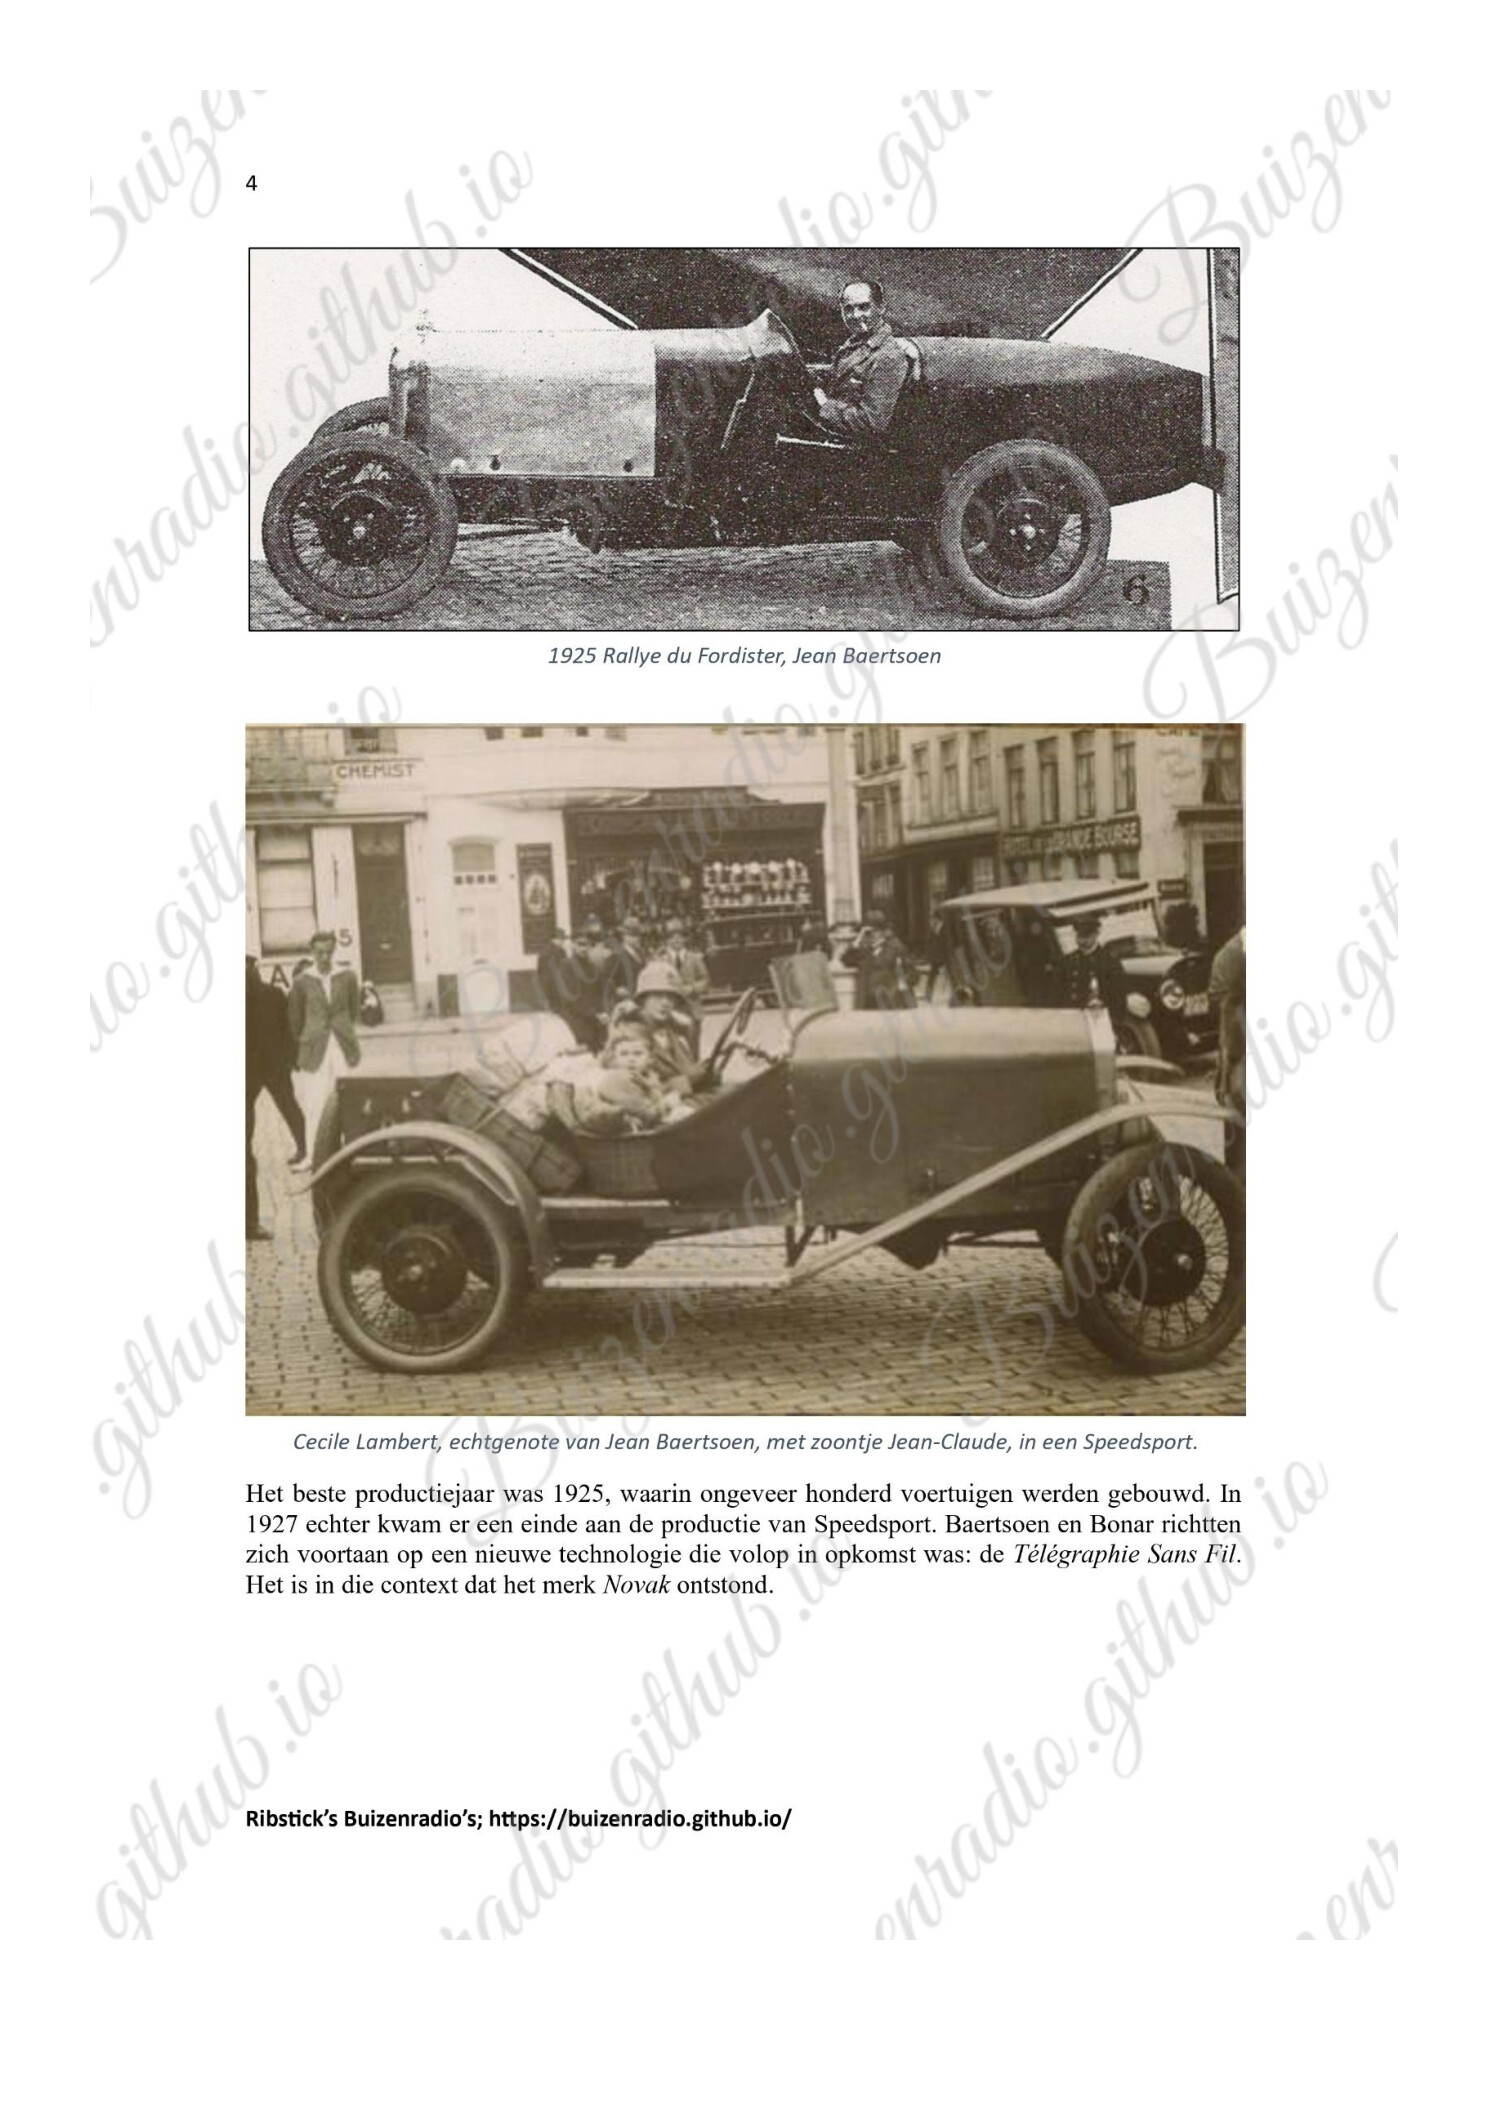 4
6
1925 Rallye du Fordister, Jean Baertsoen
CHEMIST
HOTEL DE LA GRANDE BOURSE
Cecile Lambert, echtgenote van Jean Baertsoen, met zoontje Jean-Claude, in een Speedsport.
Het beste productiejaar was 1925, waarin ongeveer honderd voertuigen werden gebouwd. In
1927 echter kwam er een einde aan de productie van Speedsport. Baertsoen en Bonar richtten
zich voortaan op een nieuwe technologie die volop in opkomst was: de Télégraphie Sans Fil.
Het is in die context dat het merk Novak ontstond.
Ribstick’s Buizenradio’s; https://buizenradio.github.io/
Buizenradio.github.io